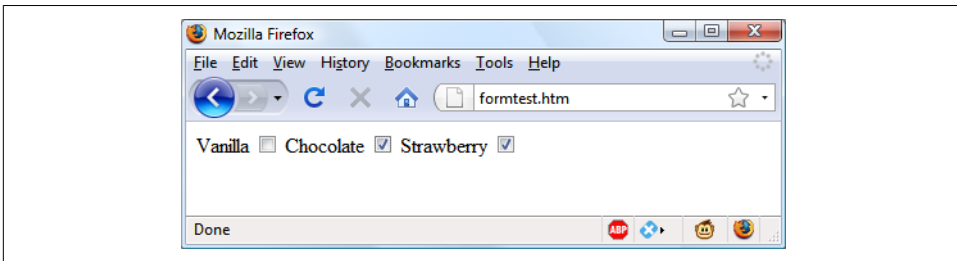 Mozilla Firefox
File Edit View History Bookmarks Tools Help
formtest.htm
Vanilla Chocolate Strawberry
Done ABP